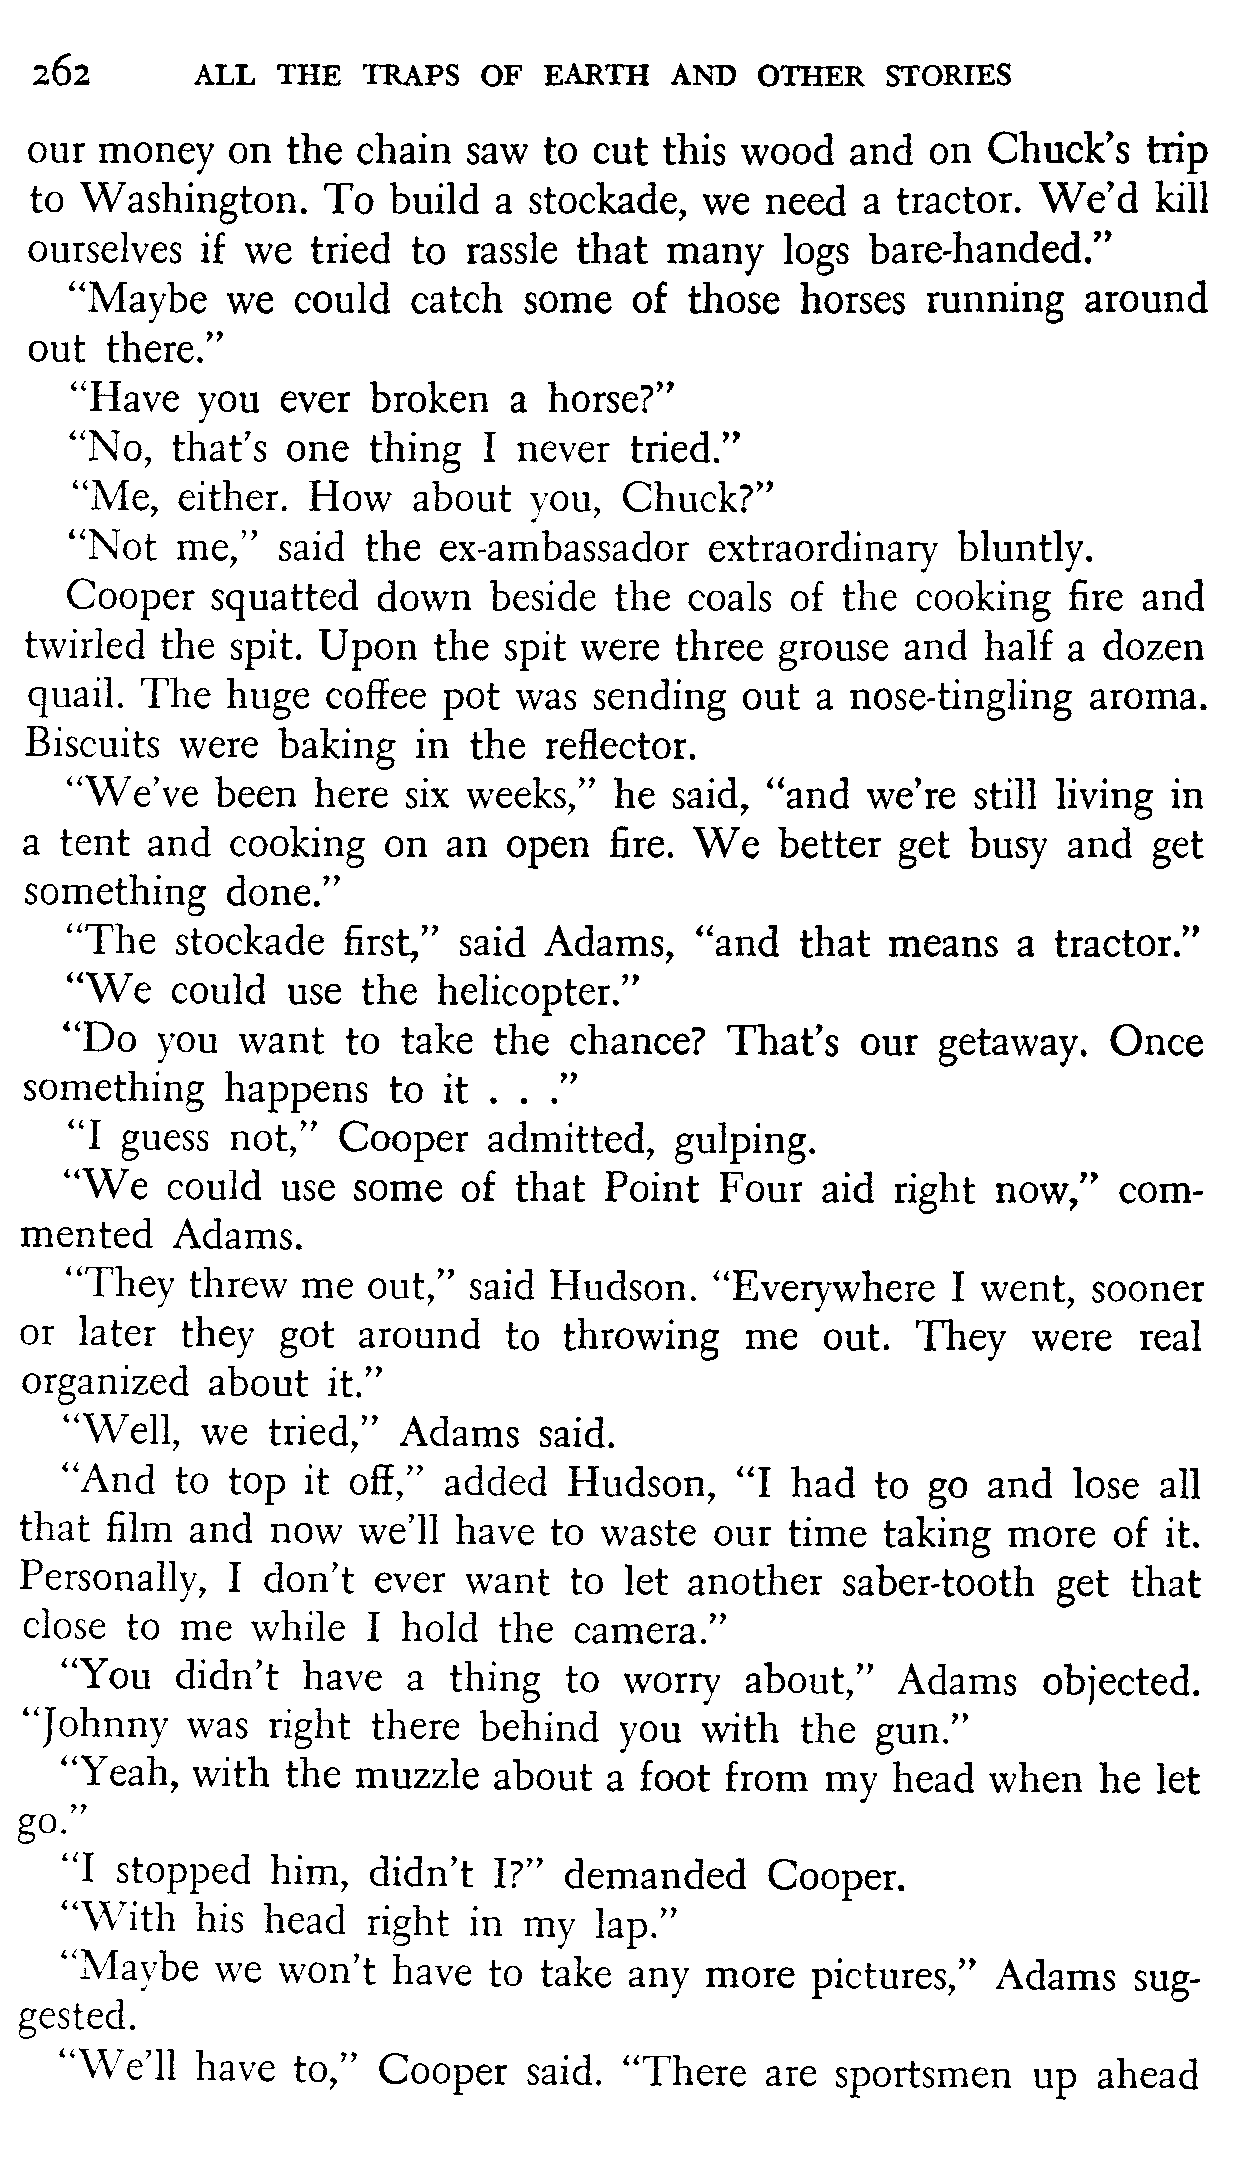 262 ALL THE TRAPS OF EARTH AND OTHER STORIES
our money on the chain saw to cut this wood and on Chuck's trip
to Washington. To build a stockade, we need a tractor. We'd kill
ourselves if we tried to rassle that many logs bare-handed."
"Maybe we could catch some of those horses running around
out there."
"Have you ever broken a horse?"
"No, that's one thing I never tried."
"Me, either. How about you, Chuck?"
"Not me," said the ex-ambassador extraordinary bluntly.
Cooper squatted down beside the coals of the cooking fire and
twirled the spit. Upon the spit were three grouse and half a dozen
quail. The huge coffee pot was sending out a nose-tingling aroma.
Biscuits were baking in the reflector.
"We've been here six weeks," he said, "and we're still living in
a tent and cooking on an open fire. We better get busy and get
something done."
"The stockade first," said Adams, "and that means a tractor."
"We could use the helicopter."
"Do you want to take the chance? That's our getaway. Once
something happens to it . . ."
"I guess not," Cooper admitted, gulping.
"We could use some of that Point Four aid right now," com-
mented Adams.
"They threw me out," said Hudson. "Everywhere I went, sooner
or later they got around to throwing me out. They were real
organized about it."
"Well, we tried," Adams said.
"And to top it off," added Hudson, "I had to go and lose all
that film and now we'll have to waste our time taking more of it.
Personally, I don't ever want to let another saber-tooth get that
close to me while I hold the camera."
"You didn't have a thing to worry about," Adams objected.
"Johnny was right there behind you with the gun."
"Yeah, with the muzzle about a foot from my head when he let
go."
"I stopped him, didn't I?" demanded Cooper.
"With his head right in my lap."
"Maybe we won't have to take any more pictures," Adams sug-
gested.
"We'll have to," Cooper said. "There are sportsmen up ahead